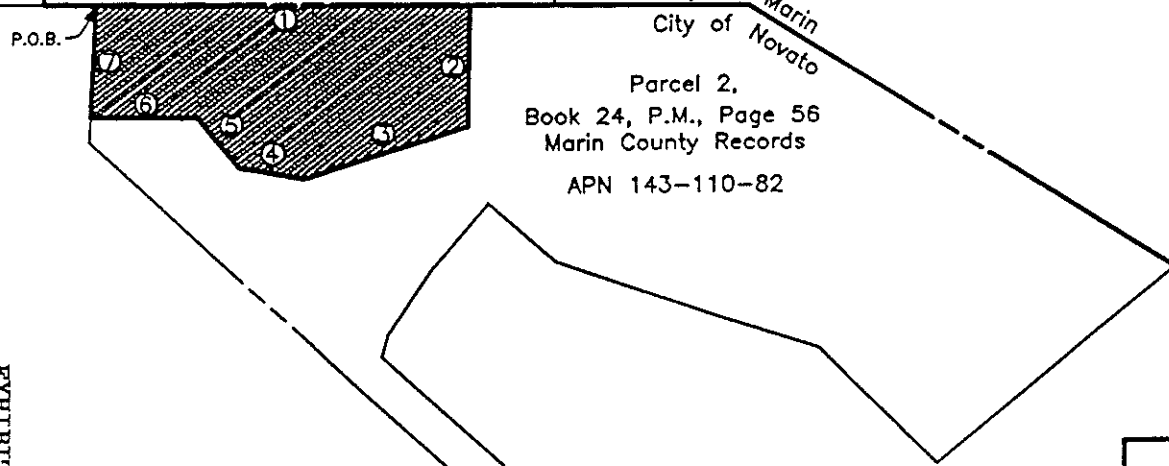 P.O.B.
1
2
3
4
5
6
7
Marin
City of Novato
Parcel 2,
Book 24, P.M., Page 56
Marin County Records
APN 143-110-82
EXHIBIT